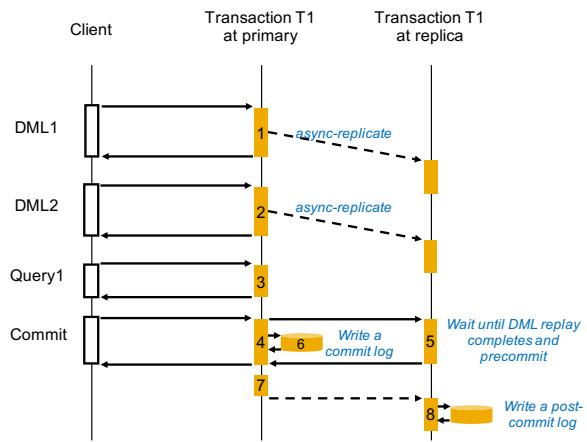 Client
Transaction T1
at primary
Transaction T1
at replica
DML1
1
async-replicate
DML2
2
async-replicate
Query1
3
Commit
4
6
Write a
commit log
5
Wait until DML replay
completes and
precommit
7
8
Write a post-
commit log